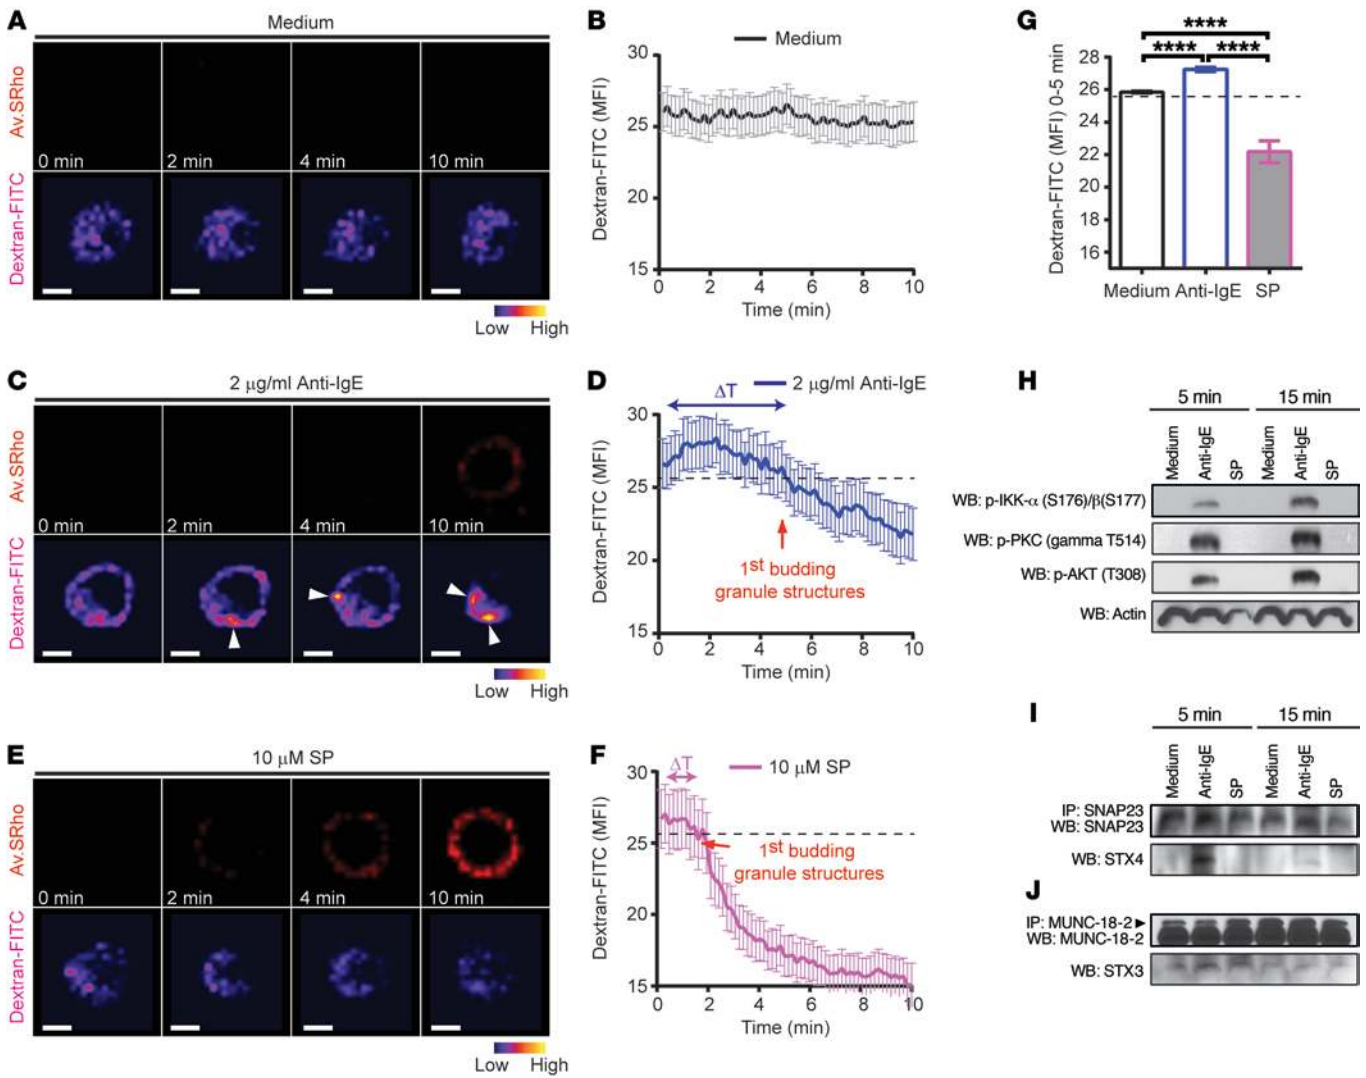 A
Medium
Av.SRho
0 min
2 min
4 min
10 min
Dextran-FITC
Low High
B
Medium
Dextran-FITC (MFI)
30
25
20
15
0 2 4 6 8 10
Time (min)
C
2 µg/ml Anti-IgE
Av.SRho
0 min
2 min
4 min
10 min
Dextran-FITC
Low High
D
2 µg/ml Anti-IgE
ΔT
Dextran-FITC (MFI)
30
25
20
15
1st budding
granule structures
0 2 4 6 8 10
Time (min)
E
10 µM SP
Av.SRho
0 min
2 min
4 min
10 min
Dextran-FITC
Low High
F
10 µM SP
ΔT
Dextran-FITC (MFI)
30
25
20
15
1st budding
granule structures
0 2 4 6 8 10
Time (min)
G
****
**** ****
Dextran-FITC (MFI) 0-5 min
28
26
24
22
20
18
16
Medium Anti-IgE SP
H
5 min 15 min
Medium Anti-IgE SP Medium Anti-IgE SP
WB: p-IKK-α (S176)/β(S177)
WB: p-PKC (gamma T514)
WB: p-AKT (T308)
WB: Actin
I
5 min 15 min
Medium Anti-IgE SP Medium Anti-IgE SP
IP: SNAP23
WB: SNAP23
WB: STX4
J
IP: MUNC-18-2►
WB: MUNC-18-2
WB: STX3